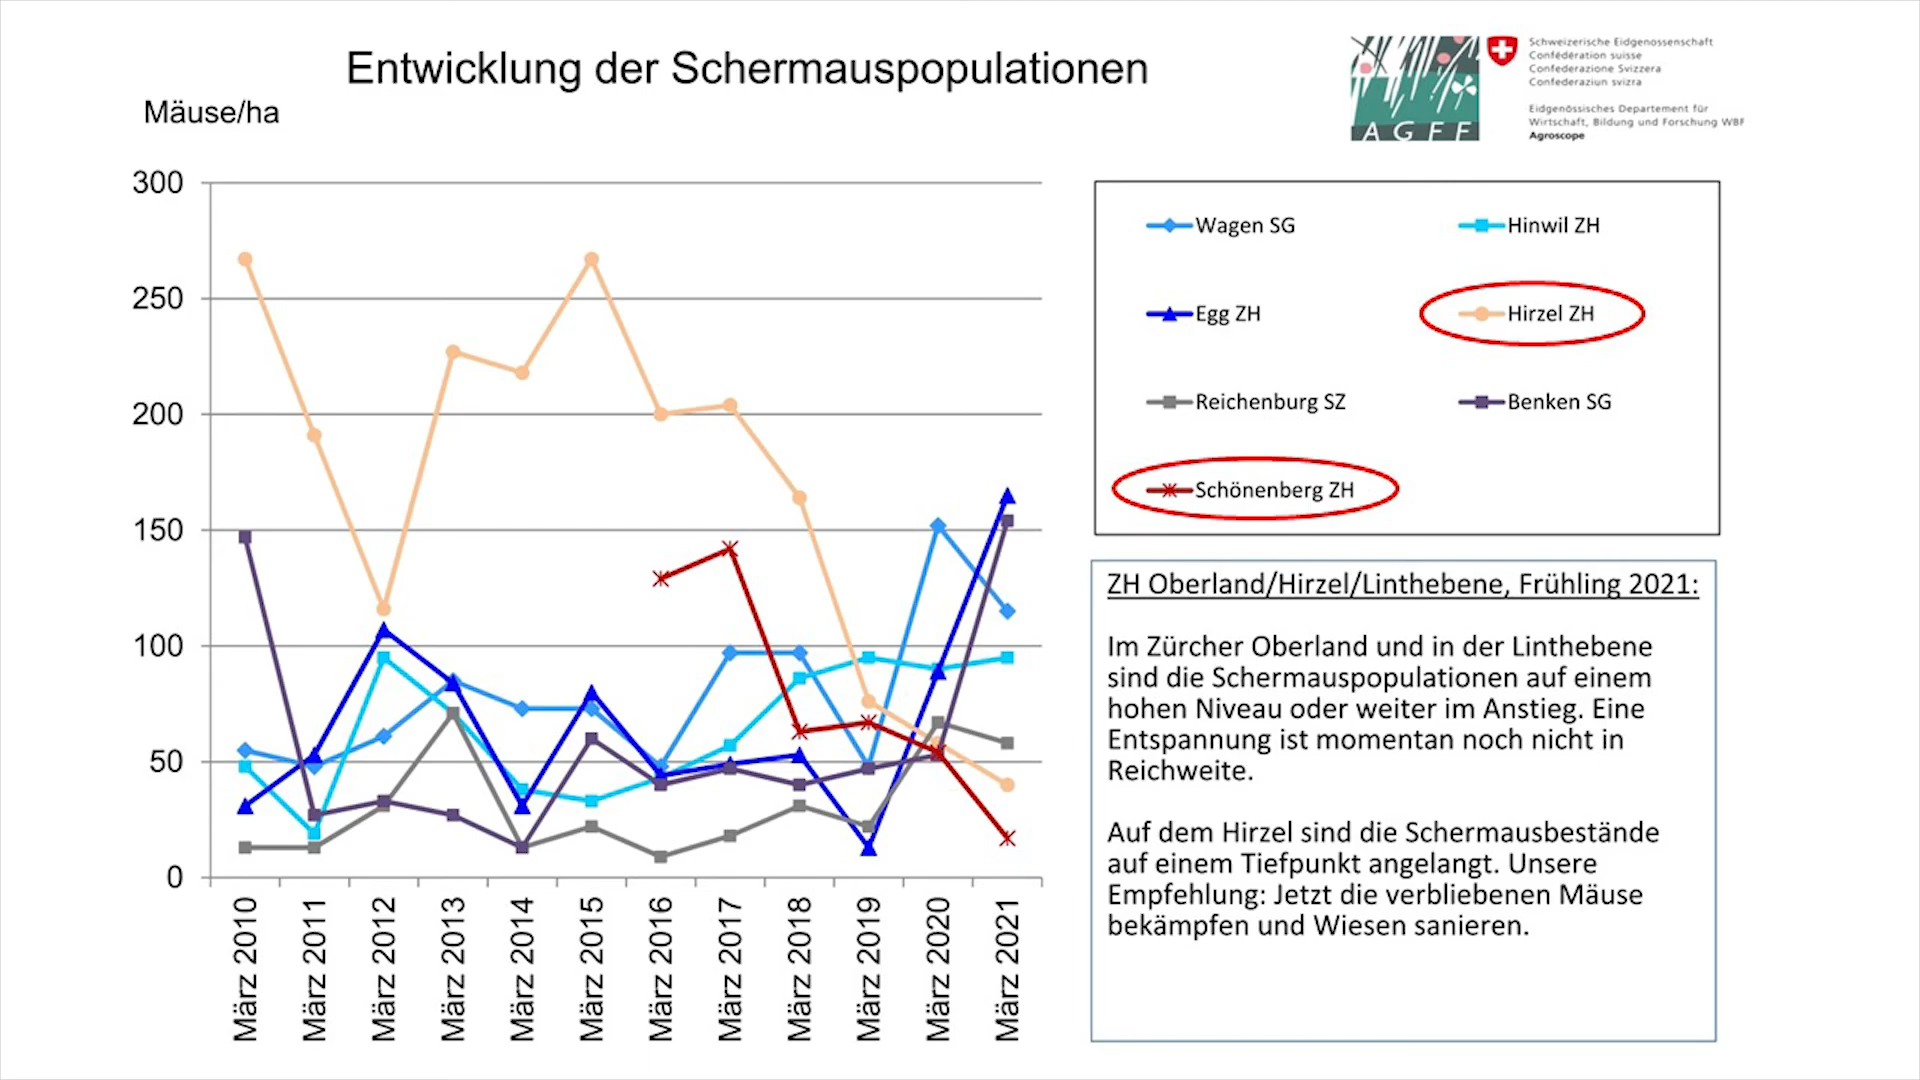 Entwicklung der Schermauspopulationen
AGFF
Schweizerische Eidgenossenschaft
Confédération suisse
Confederazione Svizzera
Confederaziun svizra
Eidgenössisches Departement für
Wirtschaft, Bildung und Forschung WBF
Agroscope
Mäuse/ha
300
250
200
150
100
50
0
März 2010
März 2011
März 2012
März 2013
März 2014
März 2015
März 2016
März 2017
März 2018
März 2019
März 2020
März 2021
Wagen SG
Hinwil ZH
Egg ZH
Hirzel ZH
Reichenburg SZ
Benken SG
Schönenberg ZH
ZH Oberland/Hirzel/Linthebene, Frühling 2021:
Im Zürcher Oberland und in der Linthebene
sind die Schermauspopulationen auf einem
hohen Niveau oder weiter im Anstieg. Eine
Entspannung ist momentan noch nicht in
Reichweite.
Auf dem Hirzel sind die Schermausbestände
auf einem Tiefpunkt angelangt. Unsere
Empfehlung: Jetzt die verbliebenen Mäuse
bekämpfen und Wiesen sanieren.